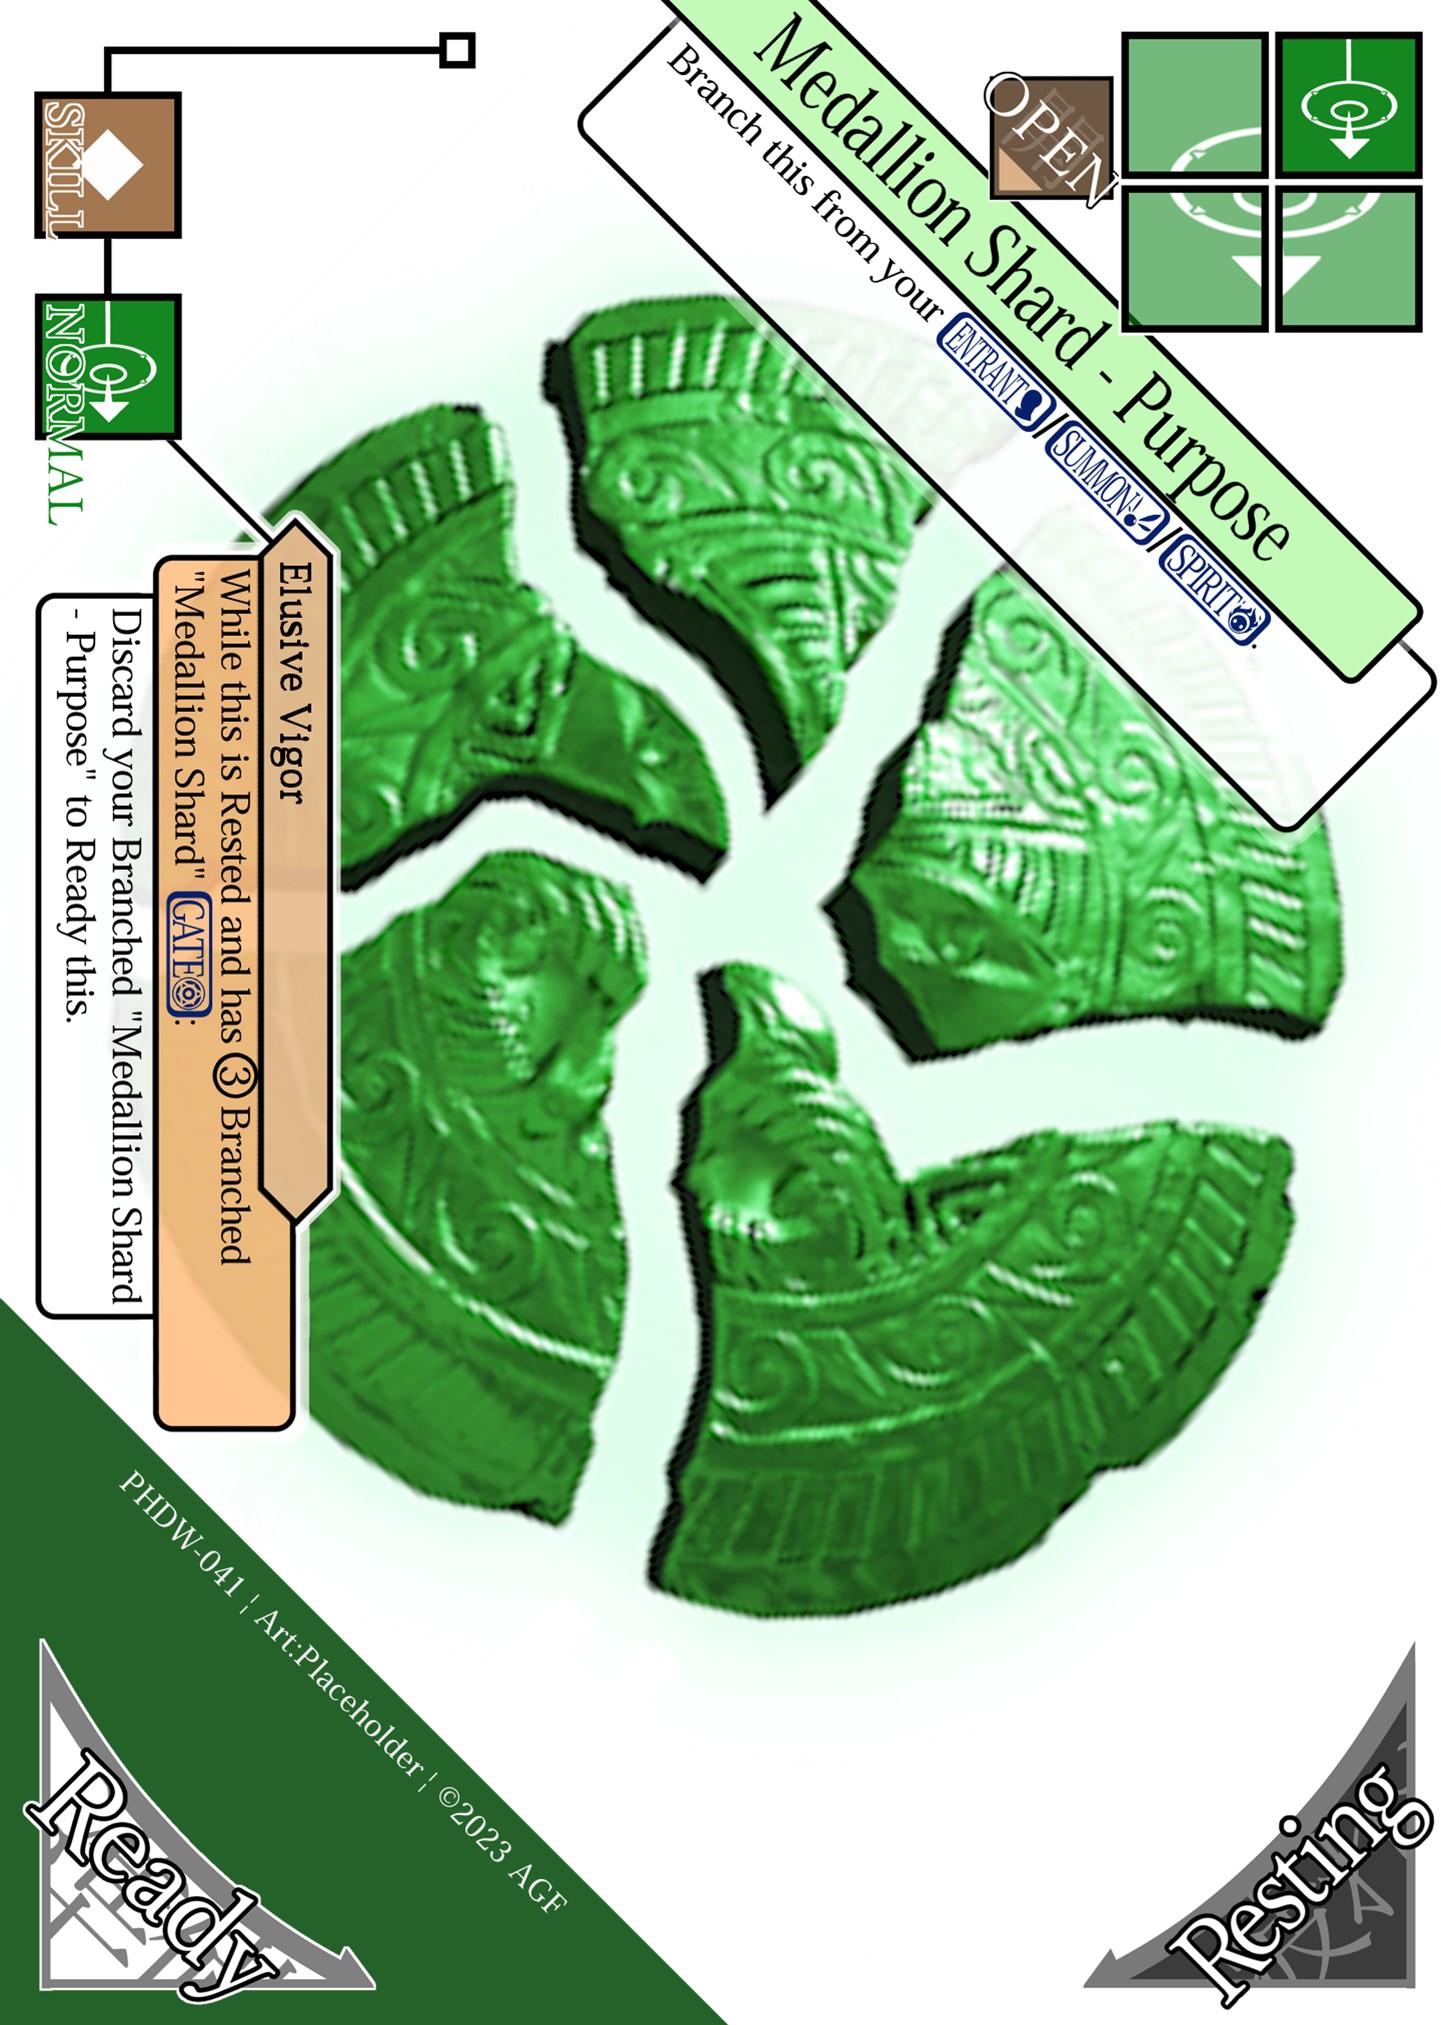 Medallion Shard - Purpose
Branch this from your ENTRANT/SUMMON/SPIRIT.
OPEN
開
SKILL
NORMAL
Elusive Vigor
While this is Rested and has ③ Branched
"Medallion Shard" GATE:
Discard your Branched "Medallion Shard
- Purpose" to Ready this.
PHDW-041 ¦ Art:Placeholder ¦ ©2023 AGF
Ready
Resting